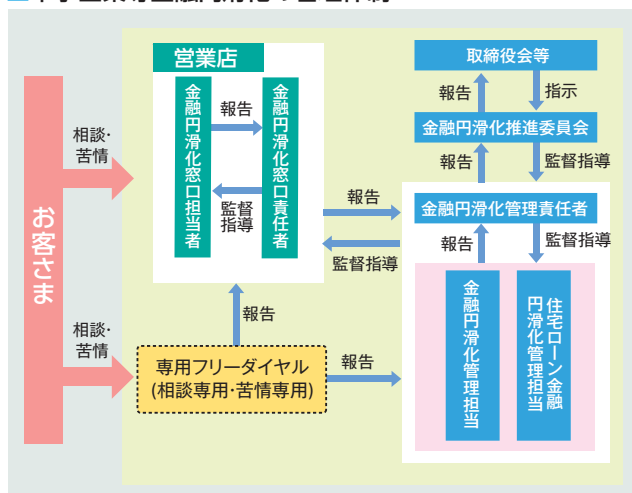 お客さま
相談・
苦情
相談・
苦情
営業店
金融円滑化窓口担当者
報告
監督
指導
金融円滑化窓口責任者
報告
専用フリーダイヤル
(相談専用・苦情専用)
報告
監督指導
報告
取締役会等
報告
指示
金融円滑化推進委員会
報告
監督指導
金融円滑化管理責任者
報告
監督指導
金融円滑化管理担当
住宅ローン金融
円滑化管理担当